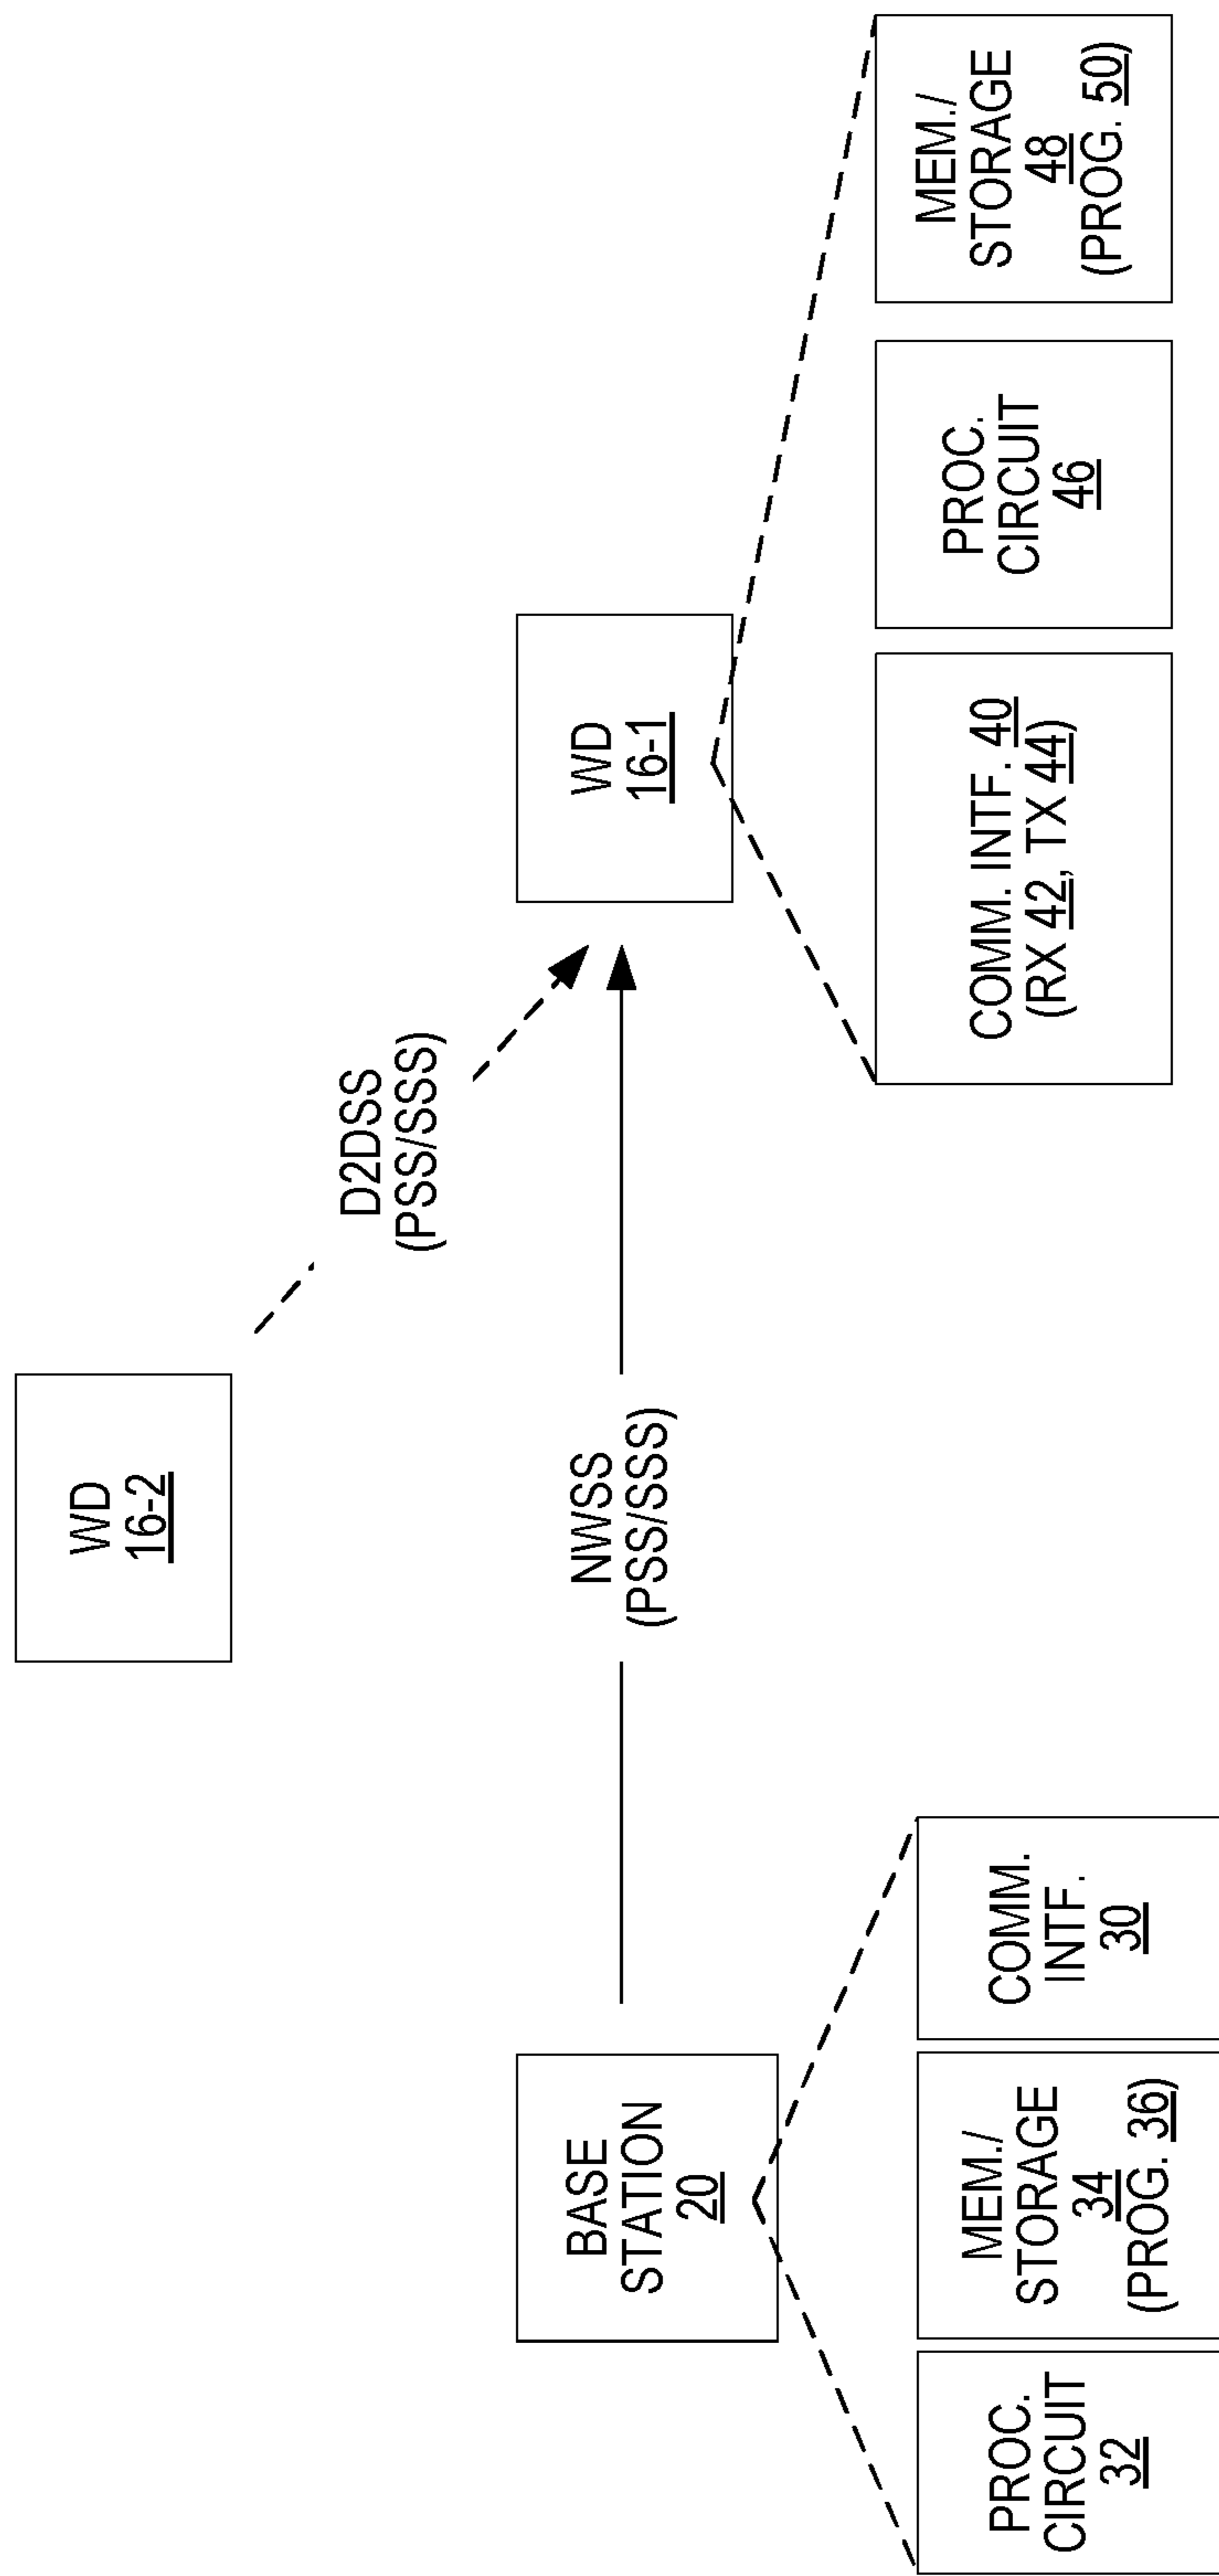 WD
16-2
D2DSS
(PSS/SSS)
BASE
STATION
20
NWSS
(PSS/SSS)
WD
16-1
PROC.
CIRCUIT
32
MEM./
STORAGE
34
(PROG. 36)
COMM.
INTF.
30
COMM. INTF. 40
(RX 42, TX 44)
PROC.
CIRCUIT
46
MEM./
STORAGE
48
(PROG. 50)